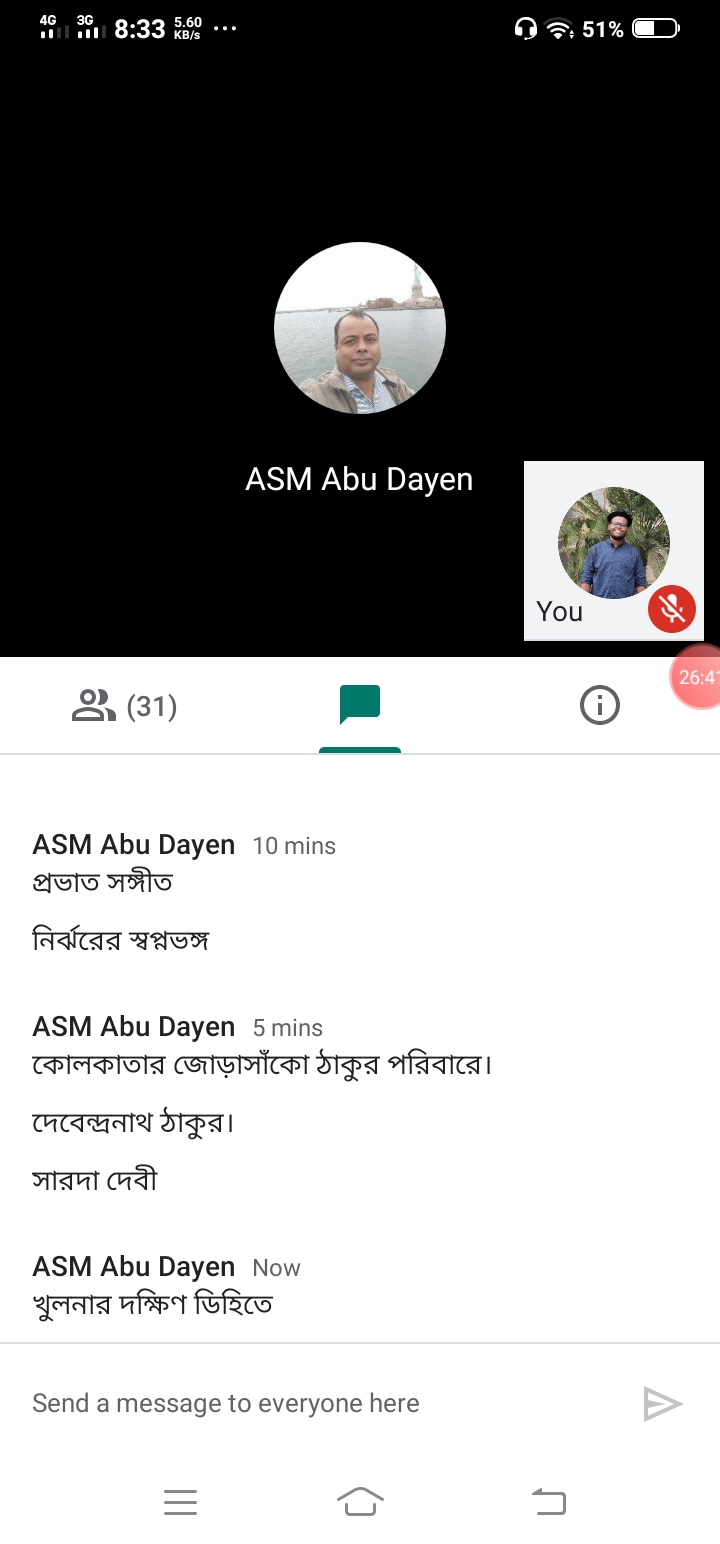 4G 3G 8:33 5.60 KB/s ... 51%
ASM Abu Dayen
You
26:41
(31)
ASM Abu Dayen 10 mins
প্রভাত সঙ্গীত
নির্ঝরের স্বপ্নভঙ্গ
ASM Abu Dayen 5 mins
কোলকাতার জোড়াসাঁকো ঠাকুর পরিবারে।
দেবেন্দ্রনাথ ঠাকুর।
সারদা দেবী
ASM Abu Dayen Now
খুলনার দক্ষিণ ডিহিতে
Send a message to everyone here